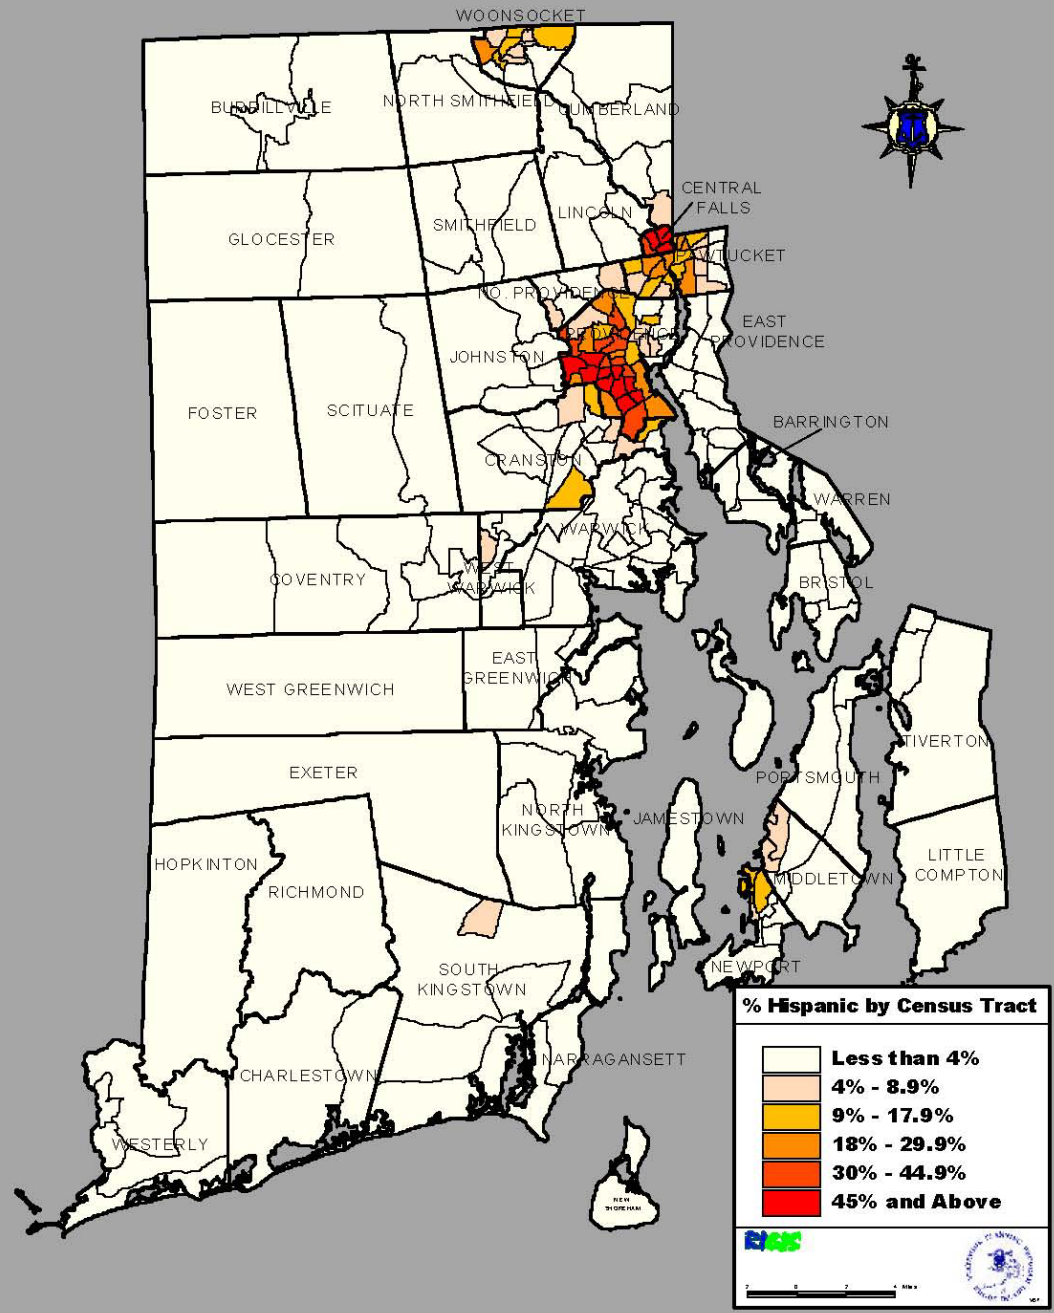 WOONSOCKET
BURRILLVILLE
NORTH SMITHFIELD
CUMBERLAND
CENTRAL
FALLS
LINCOLN
SMITHFIELD
GLOCESTER
PAWTUCKET
NO. PROVIDENCE
EAST
PROVIDENCE
PROVIDENCE
JOHNSTON
FOSTER
SCITUATE
BARRINGTON
CRANSTON
WARREN
WARWICK
COVENTRY
WEST
WARWICK
BRISTOL
EAST
GREENWICH
WEST GREENWICH
TIVERTON
EXETER
PORTSMOUTH
NORTH
KINGSTOWN
JAMESTOWN
HOPKINTON
RICHMOND
MIDDLETOWN
LITTLE
COMPTON
SOUTH
KINGSTOWN
NEWPORT
NARRAGANSETT
CHARLESTOWN
WESTERLY
NEW
SHOREHAM
% Hispanic by Census Tract
Less than 4%
4% - 8.9%
9% - 17.9%
18% - 29.9%
30% - 44.9%
45% and Above
RIGIS
Miles